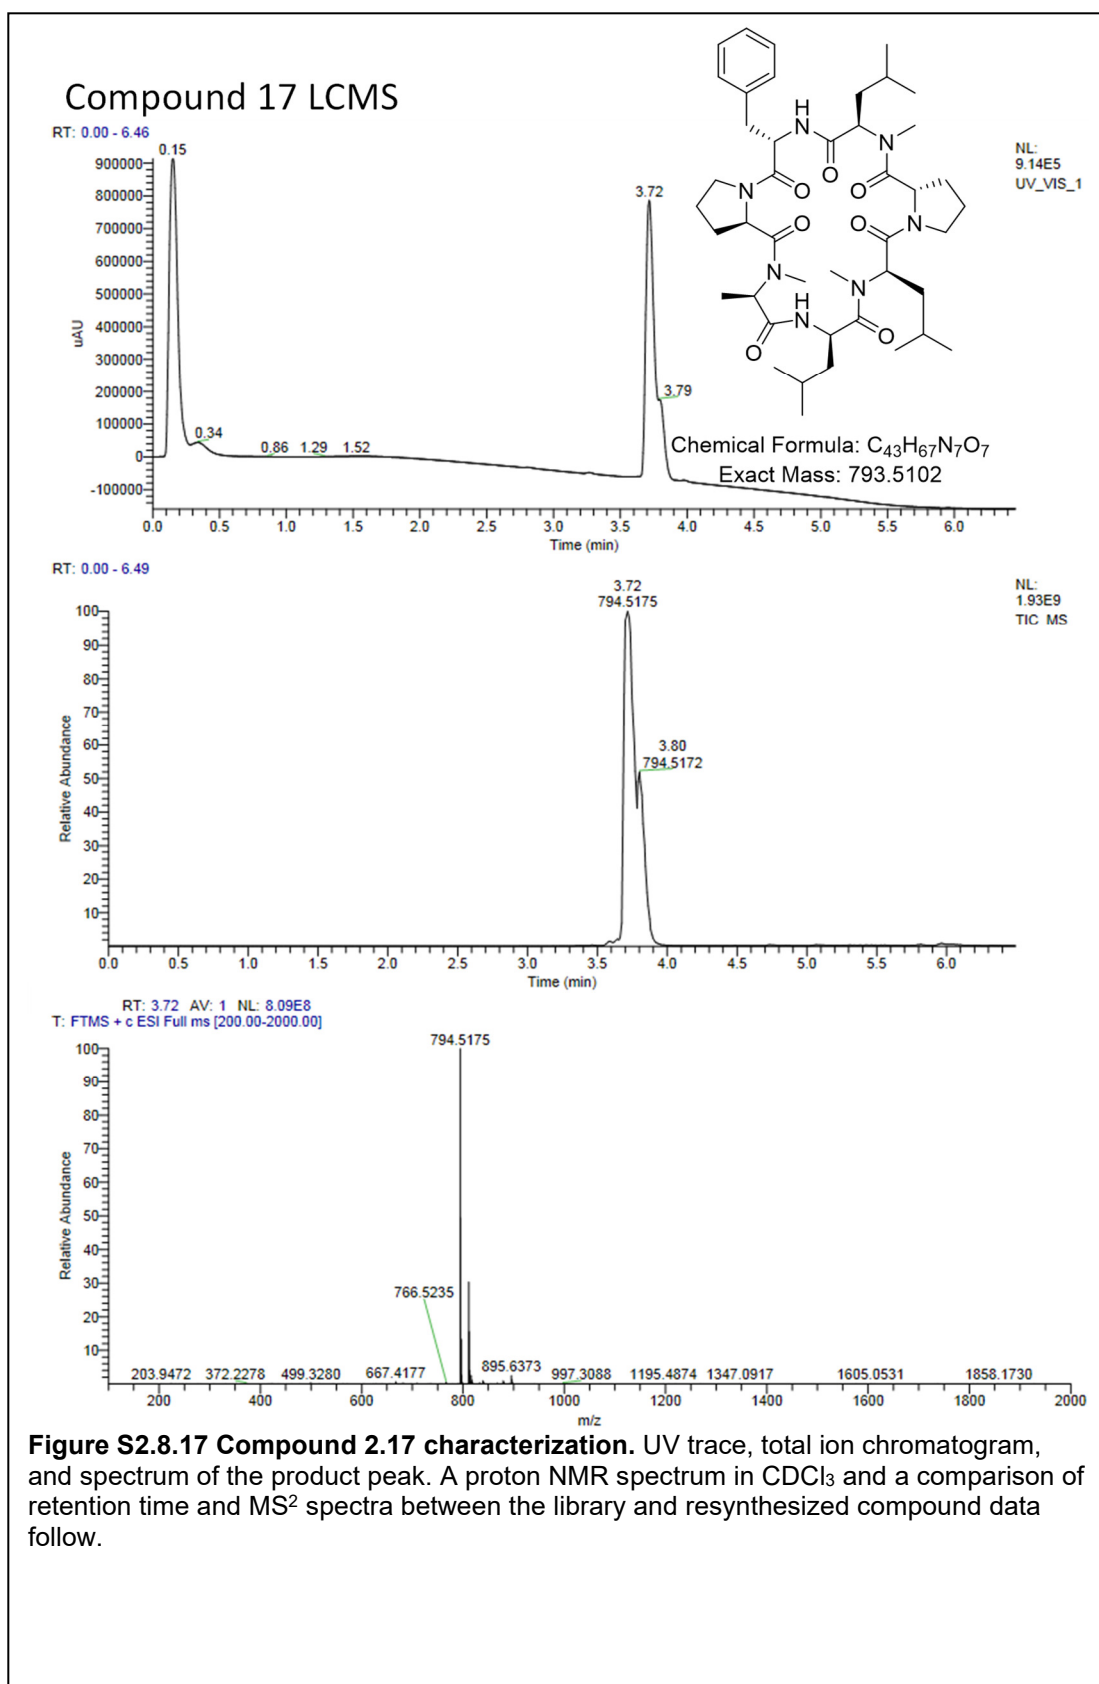 Compound 17 LCMS
RT: 0.00 - 6.46
NL:
9.14E5
UV_VIS_1
0.15
3.72
3.79
0.34
0.86
1.29
1.52
900000
800000
700000
600000
500000
400000
300000
200000
100000
0
-100000
uAU
0.0 0.5 1.0 1.5 2.0 2.5 3.0 3.5 4.0 4.5 5.0 5.5 6.0
Time (min)
H
N
O
N
O
N
O
N
O
N
O
N
H
N
O
O
Chemical Formula: C43H67N7O7
Exact Mass: 793.5102
RT: 0.00 - 6.49
NL:
1.93E9
TIC MS
3.72
794.5175
3.80
794.5172
100
90
80
70
60
50
40
30
20
10
Relative Abundance
0.0 0.5 1.0 1.5 2.0 2.5 3.0 3.5 4.0 4.5 5.0 5.5 6.0
Time (min)
RT: 3.72 AV: 1 NL: 8.09E8
T: FTMS + c ESI Full ms [200.00-2000.00]
794.5175
766.5235
203.9472 372.2278 499.3280 667.4177 895.6373 997.3088 1195.4874 1347.0917 1605.0531 1858.1730
100
90
80
70
60
50
40
30
20
10
Relative Abundance
200 400 600 800 1000 1200 1400 1600 1800 2000
m/z
Figure S2.8.17 Compound 2.17 characterization. UV trace, total ion chromatogram,
and spectrum of the product peak. A proton NMR spectrum in CDCl3 and a comparison of
retention time and MS2 spectra between the library and resynthesized compound data
follow.